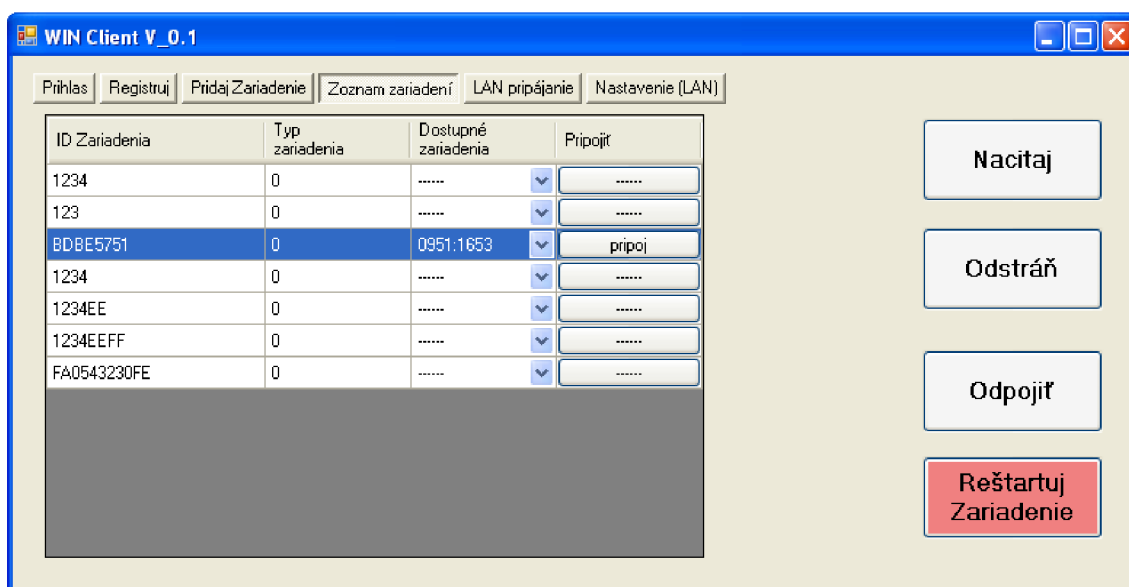 WIN Client V_0.1
Prihlas Registruj Pridaj Zariadenie Zoznam zariadení LAN pripájanie Nastavenie (LAN)
ID Zariadenia Typ zariadenia Dostupné zariadenia Pripojiť
1234 0 ------ ------
123 0 ------ ------
BDBE5751 0 0951:1653 pripoj
1234 0 ------ ------
1234EE 0 ------ ------
1234EEFF 0 ------ ------
FA0543230FE 0 ------ ------
Nacitaj
Odstráň
Odpojiť
Reštartuj
Zariadenie